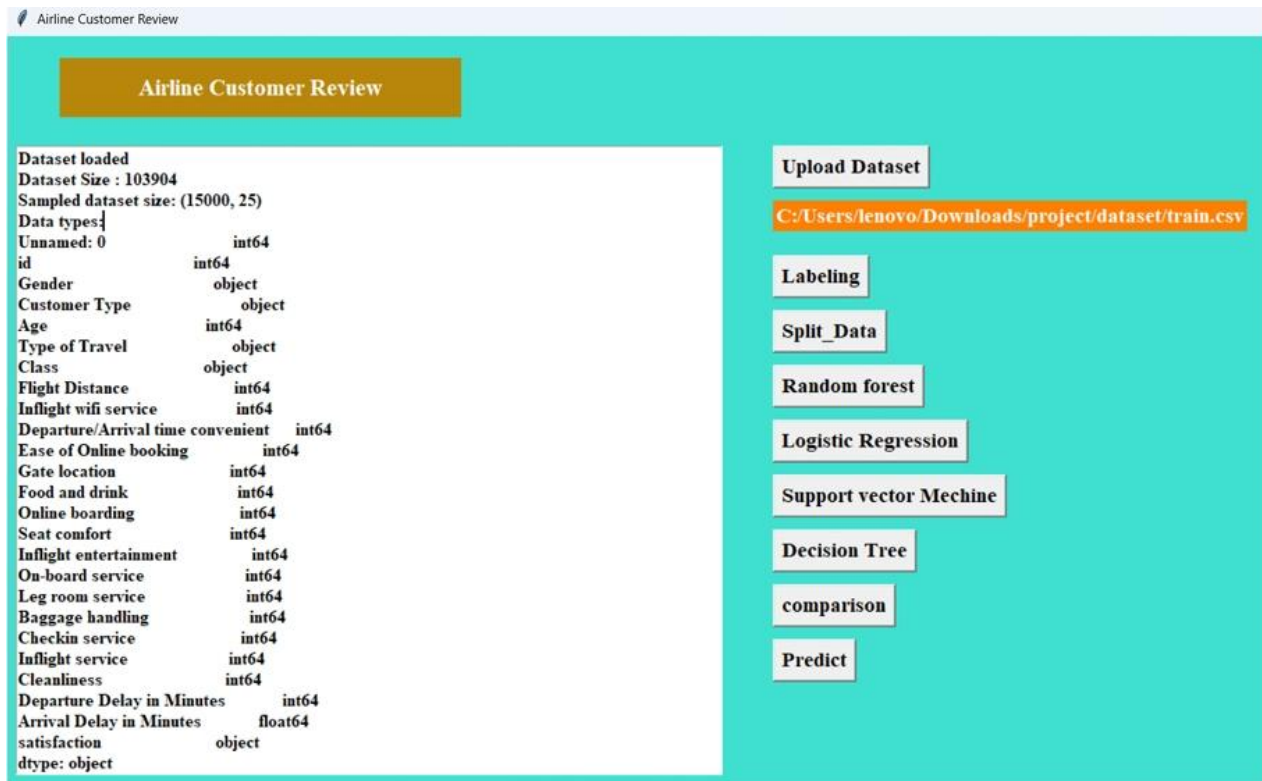 Airline Customer Review
Airline Customer Review
Dataset loaded
Dataset Size : 103904
Sampled dataset size: (15000, 25)
Data types:
Unnamed: 0 int64
id int64
Gender object
Customer Type object
Age int64
Type of Travel object
Class object
Flight Distance int64
Inflight wifi service int64
Departure/Arrival time convenient int64
Ease of Online booking int64
Gate location int64
Food and drink int64
Online boarding int64
Seat comfort int64
Inflight entertainment int64
On-board service int64
Leg room service int64
Baggage handling int64
Checkin service int64
Inflight service int64
Cleanliness int64
Departure Delay in Minutes int64
Arrival Delay in Minutes float64
satisfaction object
dtype: object
Upload Dataset
C:/Users/lenovo/Downloads/project/dataset/train.csv
Labeling
Split_Data
Random forest
Logistic Regression
Support vector Mechine
Decision Tree
comparison
Predict